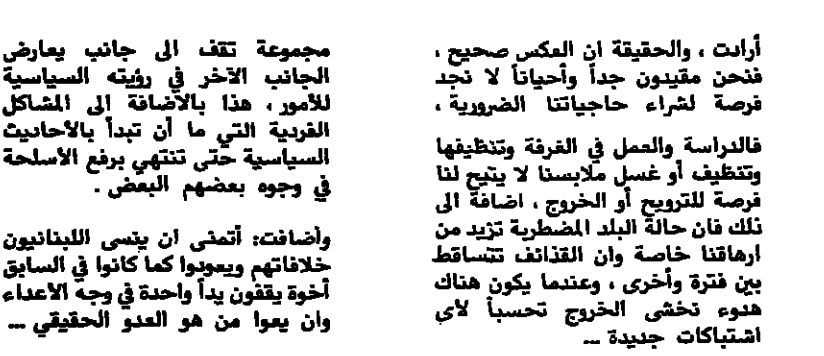 أرادت ، والحقيقة ان العكس صحيح ،
فنحن مقيدون جداً وأحياناً لا نجد
فرصة لشراء حاجياتنا الضرورية ،
فالدراسة والعمل في الغرفة وتنظيفها
وتنظيف أو غسل ملابسنا لا يتيح لنا
فرصة للترويح أو الخروج ، اضافة الى
ذلك فان حالة البلد المضطربة تزيد من
ارهاقنا خاصة وان القذائف تتساقط
بين فترة وأخرى ، وعندما يكون هناك
هدوء نخشى الخروج تحسباً لأي
اشتباكات جديدة ...
مجموعة تقف الى جانب يعارض
الجانب الآخر في رؤيته السياسية
للأمور ، هذا بالاضافة الى المشاكل
الفردية التي ما أن تبدأ بالأحاديث
السياسية حتى تنتهي برفع الأسلحة
في وجوه بعضهم البعض .
وأضافت: أتمنى ان ينسى اللبنانيون
خلافاتهم ويعودوا كما كانوا في السابق
أخوة يقفون يداً واحدة في وجه الأعداء
وان يعوا من هو العدو الحقيقي ...